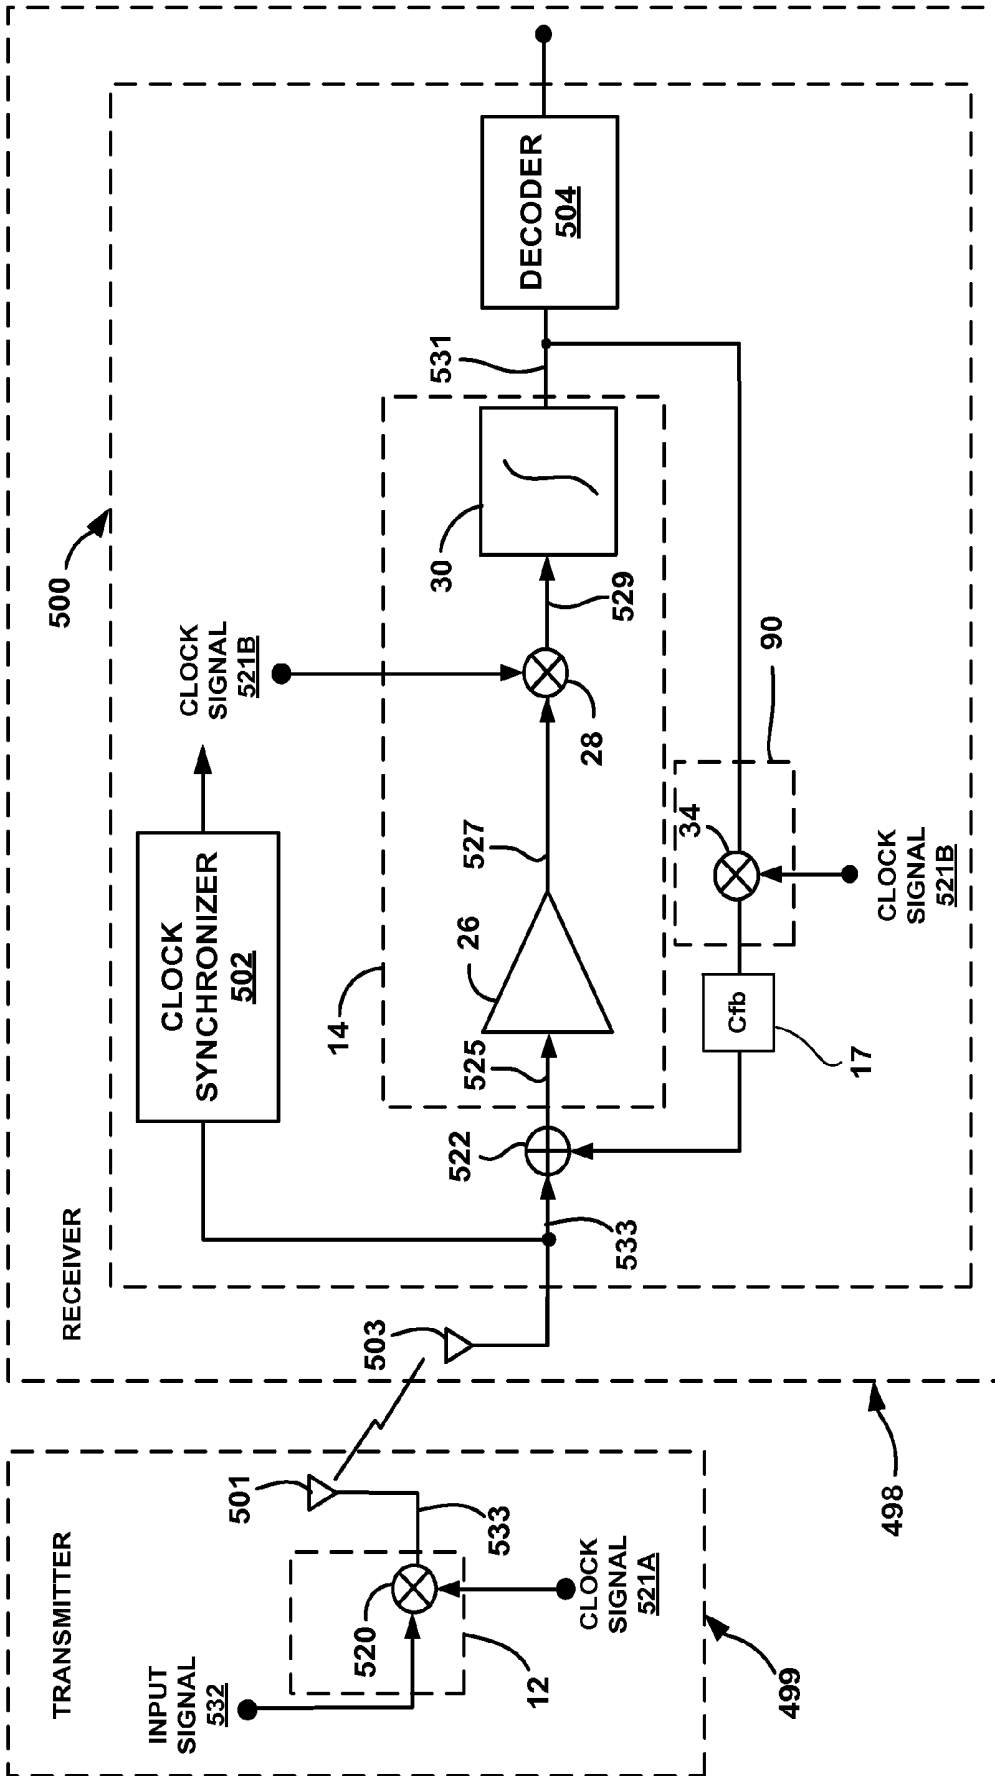 TRANSMITTER
INPUT
SIGNAL
532
520
12
CLOCK
SIGNAL
521A
501
533
499
RECEIVER
498
503
500
CLOCK
SYNCHRONIZER
502
CLOCK
SIGNAL
521B
533
522
525
14
26
527
28
529
30
531
DECODER
504
Cfb
17
34
90
CLOCK
SIGNAL
521B